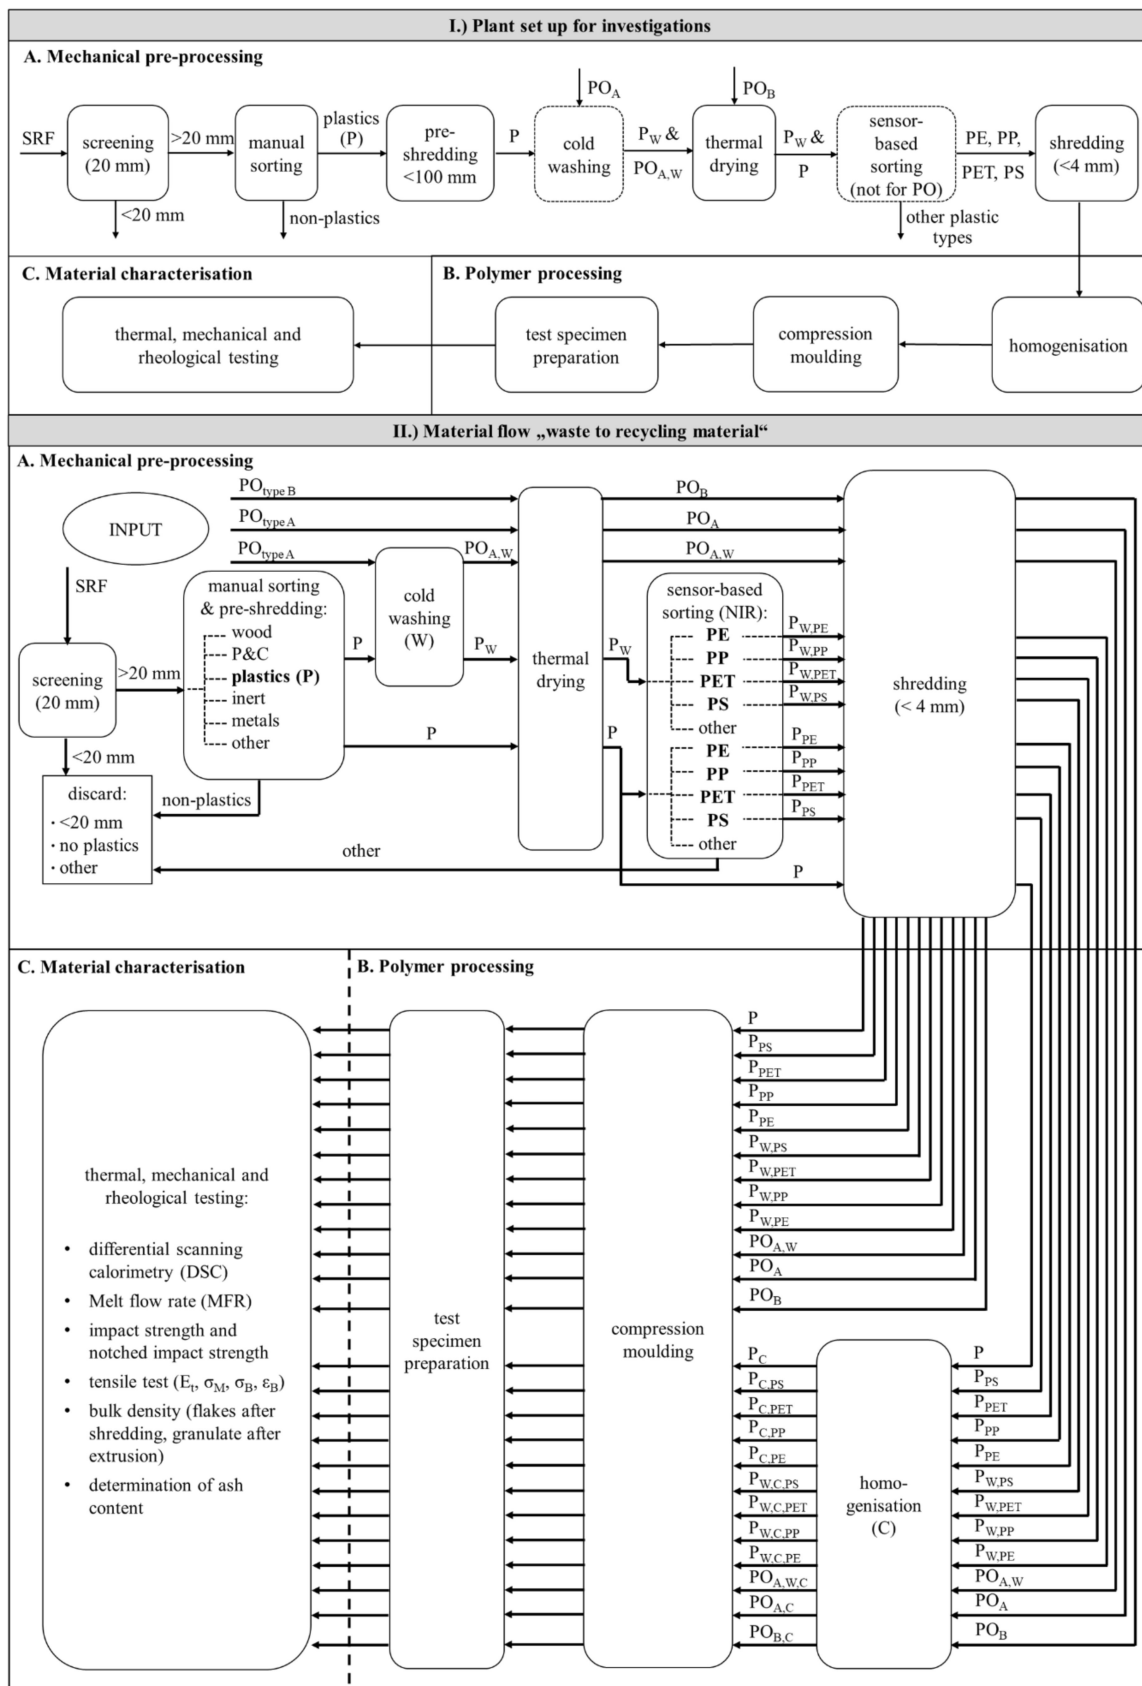 I.) Plant set up for investigations
A. Mechanical pre-processing
SRF
screening
(20 mm)
>20 mm
<20 mm
manual
sorting
non-plastics
plastics
(P)
pre-
shredding
<100 mm
P
PO_A
cold
washing
P_W &
PO_A,W
PO_B
thermal
drying
P_W &
P
sensor-
based
sorting
(not for PO)
other plastic
types
PE, PP,
PET, PS
shredding
(<4 mm)
C. Material characterisation
thermal, mechanical and
rheological testing
B. Polymer processing
test specimen
preparation
compression
moulding
homogenisation
II.) Material flow „waste to recycling material“
A. Mechanical pre-processing
INPUT
PO_type B
PO_type A
PO_type A
PO_A,W
SRF
screening
(20 mm)
>20 mm
<20 mm
discard:
· <20 mm
· no plastics
· other
manual sorting
& pre-shredding:
wood
P&C
plastics (P)
inert
metals
other
non-plastics
other
P
P
cold
washing
(W)
P_W
thermal
drying
PO_B
PO_A
PO_A,W
P_W
P
sensor-based
sorting (NIR):
PE
PP
PET
PS
other
PE
PP
PET
PS
other
P_W,PE
P_W,PP
P_W,PET
P_W,PS
P_PE
P_PP
P_PET
P_PS
P
shredding
(< 4 mm)
C. Material characterisation
thermal, mechanical and
rheological testing:
• differential scanning
calorimetry (DSC)
• Melt flow rate (MFR)
• impact strength and
notched impact strength
• tensile test (E_t, σ_M, σ_B, ε_B)
• bulk density (flakes after
shredding, granulate after
extrusion)
• determination of ash
content
B. Polymer processing
test
specimen
preparation
compression
moulding
P
P_PS
P_PET
P_PP
P_PE
P_W,PS
P_W,PET
P_W,PP
P_W,PE
PO_A,W
PO_A
PO_B
P_C
P_C,PS
P_C,PET
P_C,PP
P_C,PE
P_W,C,PS
P_W,C,PET
P_W,C,PP
P_W,C,PE
PO_A,W,C
PO_A,C
PO_B,C
homo-
genisation
(C)
P
P_PS
P_PET
P_PP
P_PE
P_W,PS
P_W,PET
P_W,PP
P_W,PE
PO_A,W
PO_A
PO_B